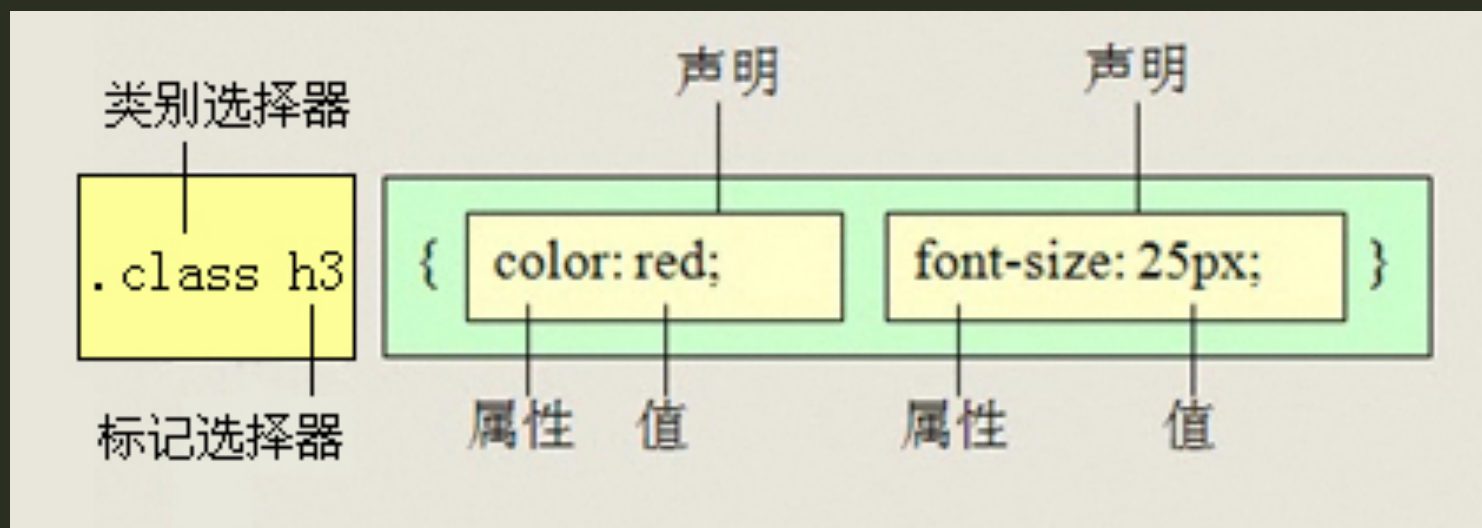 声明 声明
类别选择器
.class h3 { color: red; font-size: 25px; }
属性 值 属性 值
标记选择器